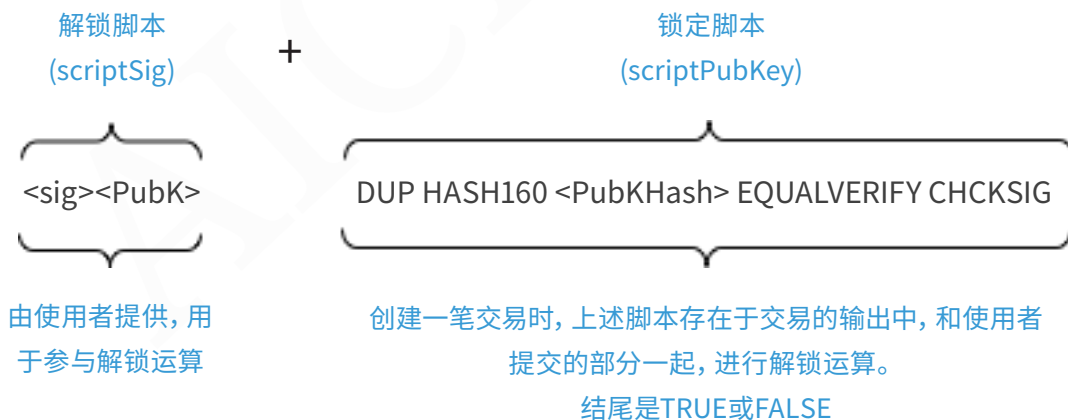 解锁脚本
(scriptSig)
+
锁定脚本
(scriptPubKey)
<sig><PubK>
DUP HASH160 <PubKHash> EQUALVERIFY CHCKSIG
由使用者提供，用
于参与解锁运算
创建一笔交易时，上述脚本存在于交易的输出中，和使用者
提交的部分一起，进行解锁运算。
结尾是TRUE或FALSE